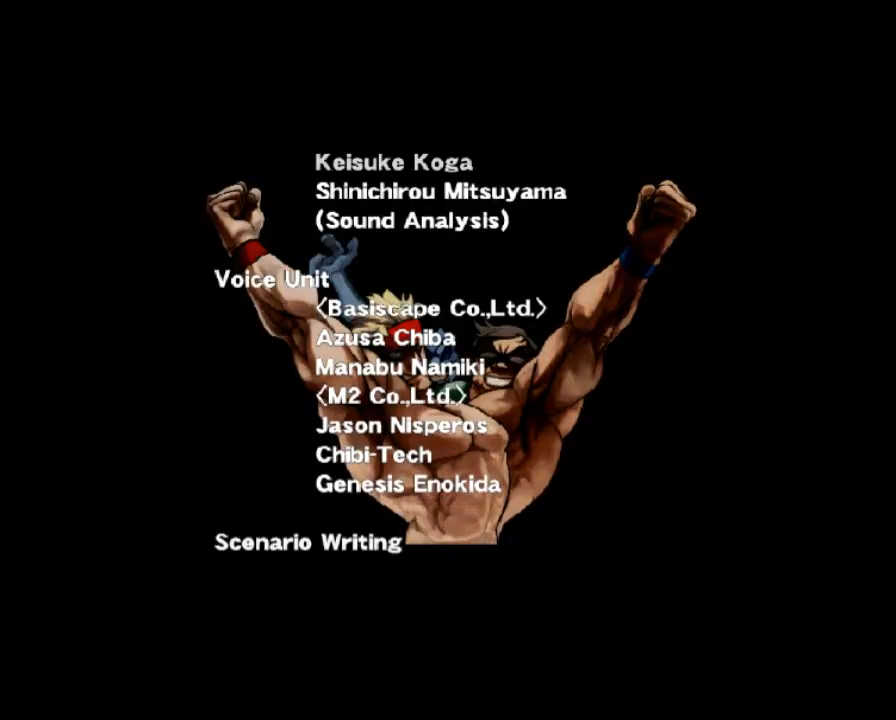 Keisuke Koga
Shinichirou Mitsuyama
(Sound Analysis)
Voice Unit
〈Basiscape Co.,Ltd.〉
Azusa Chiba
Manabu Namiki
〈M2 Co.,Ltd.〉
Jason Nisperos
Chibi-Tech
Genesis Enokida
Scenario Writing